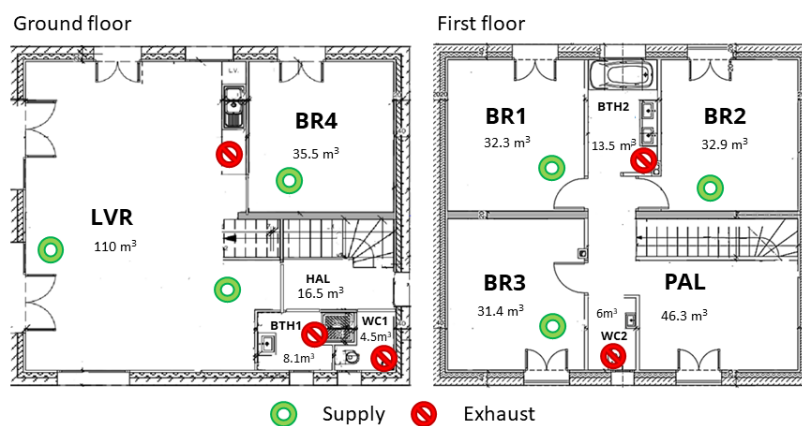 Ground floor
First floor
L.V.
BR4
35.5 m³
LVR
110 m³
HAL
16.5 m³
BTH1
8.1m³
WC1
4.5m³
BR1
32.3 m³
BTH2
13.5 m³
BR2
32.9 m³
BR3
31.4 m³
6m³
WC2
PAL
46.3 m³
Supply
Exhaust